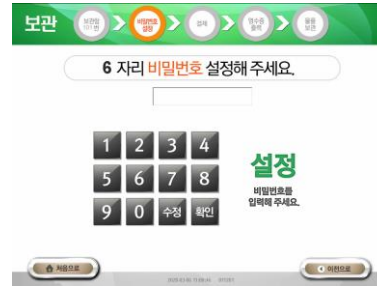 보관
보관함
107 번
비밀번호
설정
결제
영수증
출력
물품
보관
6 자리 비밀번호 설정해 주세요.
1 2 3 4
5 6 7 8
9 0 수정 확인
설정
비밀번호를
입력해 주세요.
처음으로
이전으로